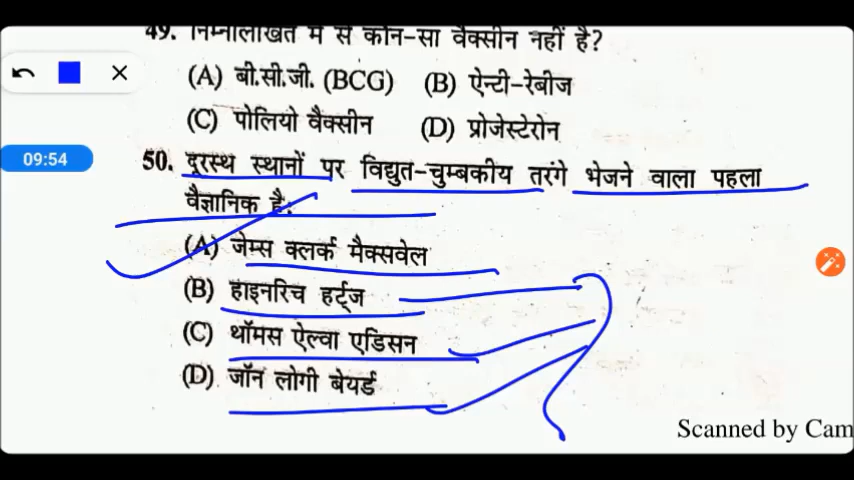 49. निम्नलिखित में से कौन-सा वैक्सीन नहीं है?
(A) बी.सी.जी. (BCG) (B) ऐन्टी-रेबीज
(C) पोलियो वैक्सीन (D) प्रोजेस्टेरोन
09:54
50. दूरस्थ स्थानों पर विद्युत-चुम्बकीय तरंगे भेजने वाला पहला
वैज्ञानिक है:
(A) जेम्स क्लर्क मैक्सवेल
(B) हाइनरिच हर्ट्ज
(C) थॉमस ऐल्वा एडिसन
(D) जॉन लोगी बेयर्ड
Scanned by Cam